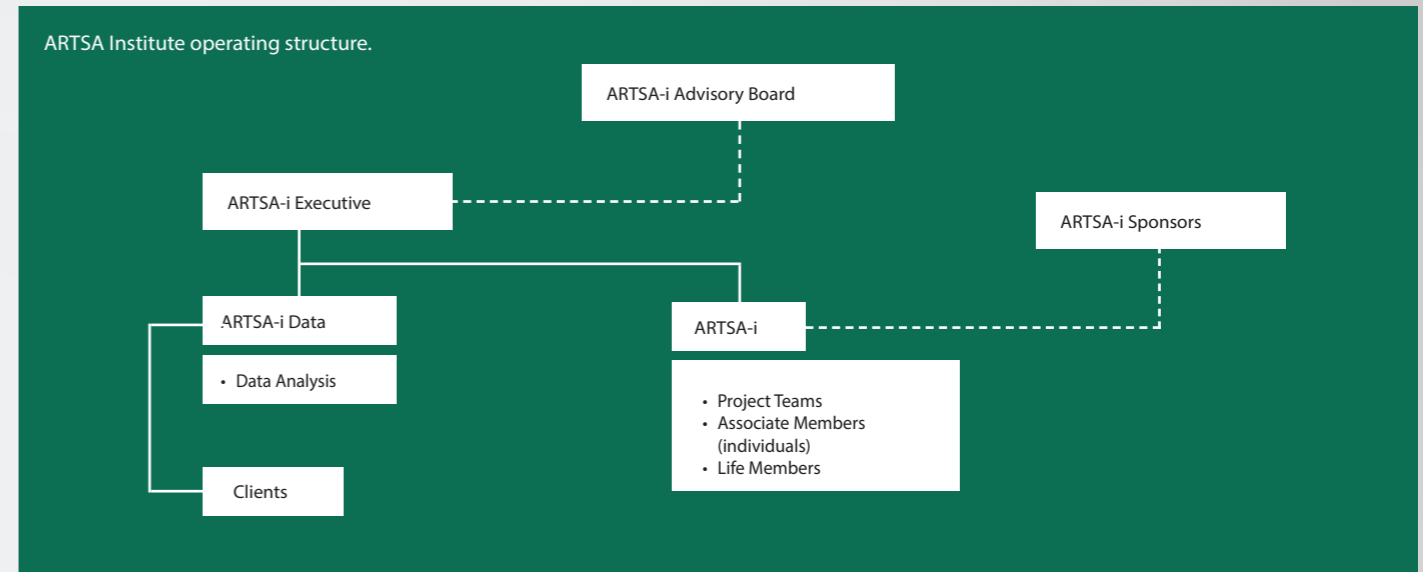 ARTSA Institute operating structure.
ARTSA-i Advisory Board
ARTSA-i Executive
ARTSA-i Sponsors
ARTSA-i Data
ARTSA-i
• Data Analysis
• Project Teams
• Associate Members
(individuals)
• Life Members
Clients